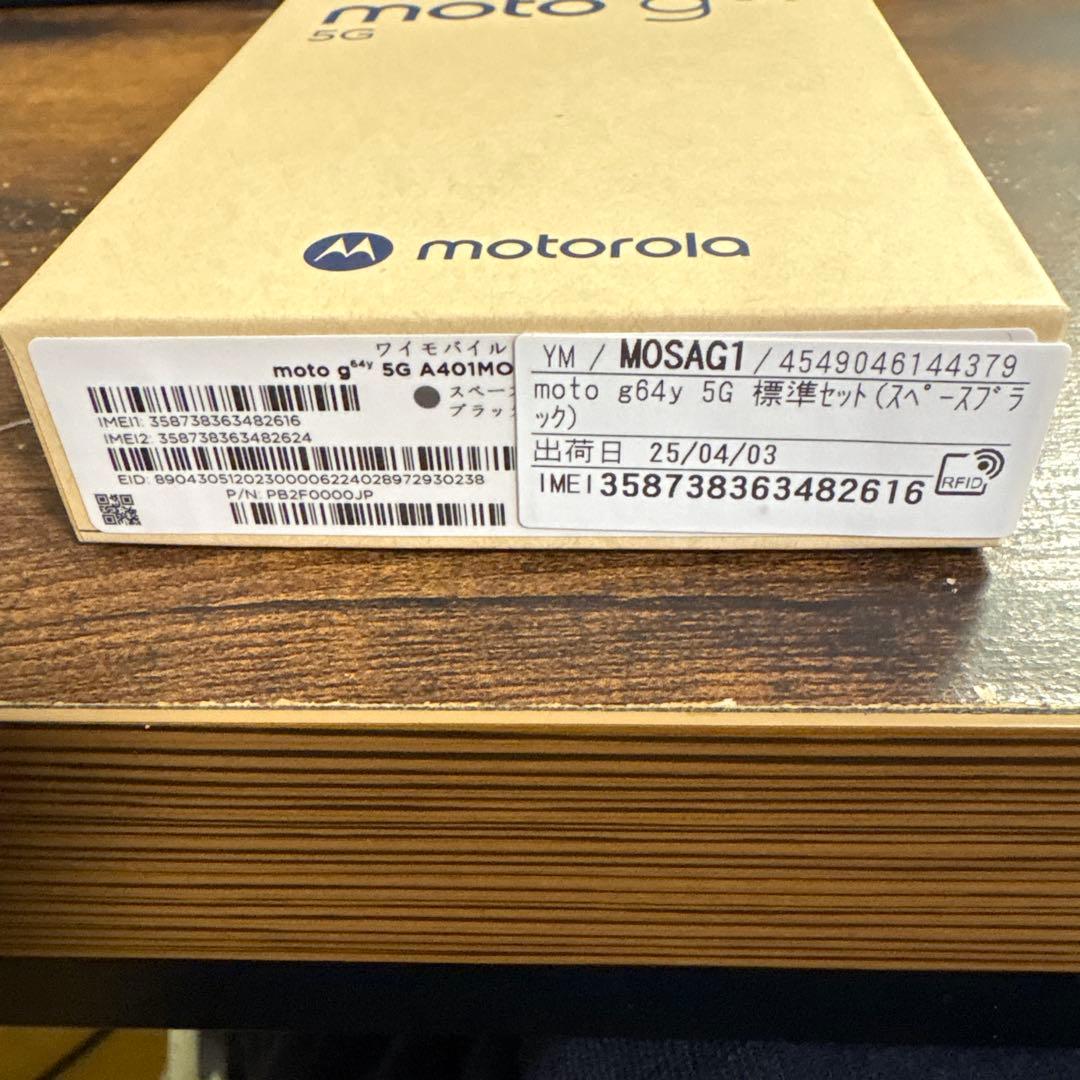 moto g
5G
motorola
ワイモバイル
moto g64y 5G A401MO
スペース
ブラック
IMEI1: 358738363482616
IMEI2: 358738363482624
EID: 89043051202300006224028972930238
P/N: PB2F0000JP
YM / MOSAG1 / 4549046144379
moto g64y 5G 標準セット(スペースブラ
ック)
出荷日 25/04/03
IMEI 358738363482616
RFID